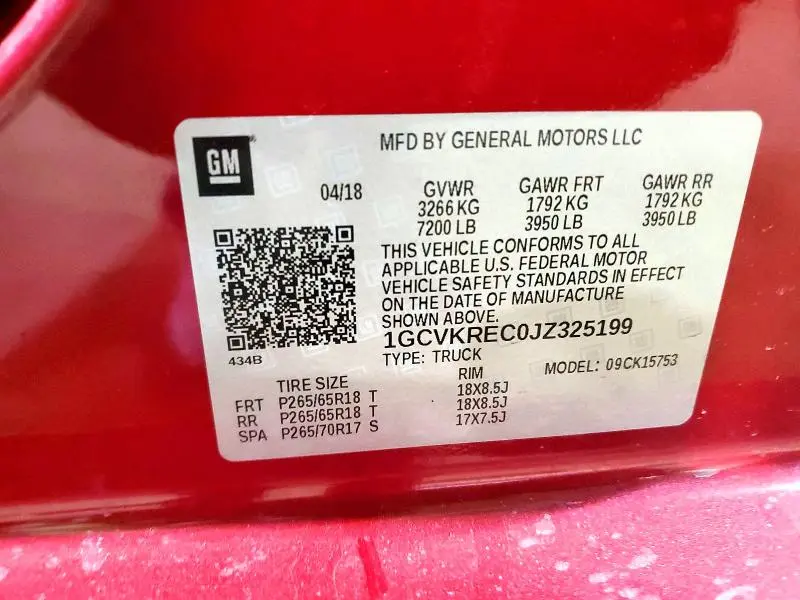 GM
MFD BY GENERAL MOTORS LLC
04/18
GVWR GAWR FRT GAWR RR
3266 KG 1792 KG 1792 KG
7200 LB 3950 LB 3950 LB
THIS VEHICLE CONFORMS TO ALL
APPLICABLE U.S. FEDERAL MOTOR
VEHICLE SAFETY STANDARDS IN EFFECT
ON THE DATE OF MANUFACTURE
SHOWN ABOVE.
1GCVKREC0JZ325199
434B
TYPE: TRUCK
MODEL: 09CK15753
TIRE SIZE RIM
FRT P265/65R18 T 18X8.5J
RR P265/65R18 T 18X8.5J
SPA P265/70R17 S 17X7.5J